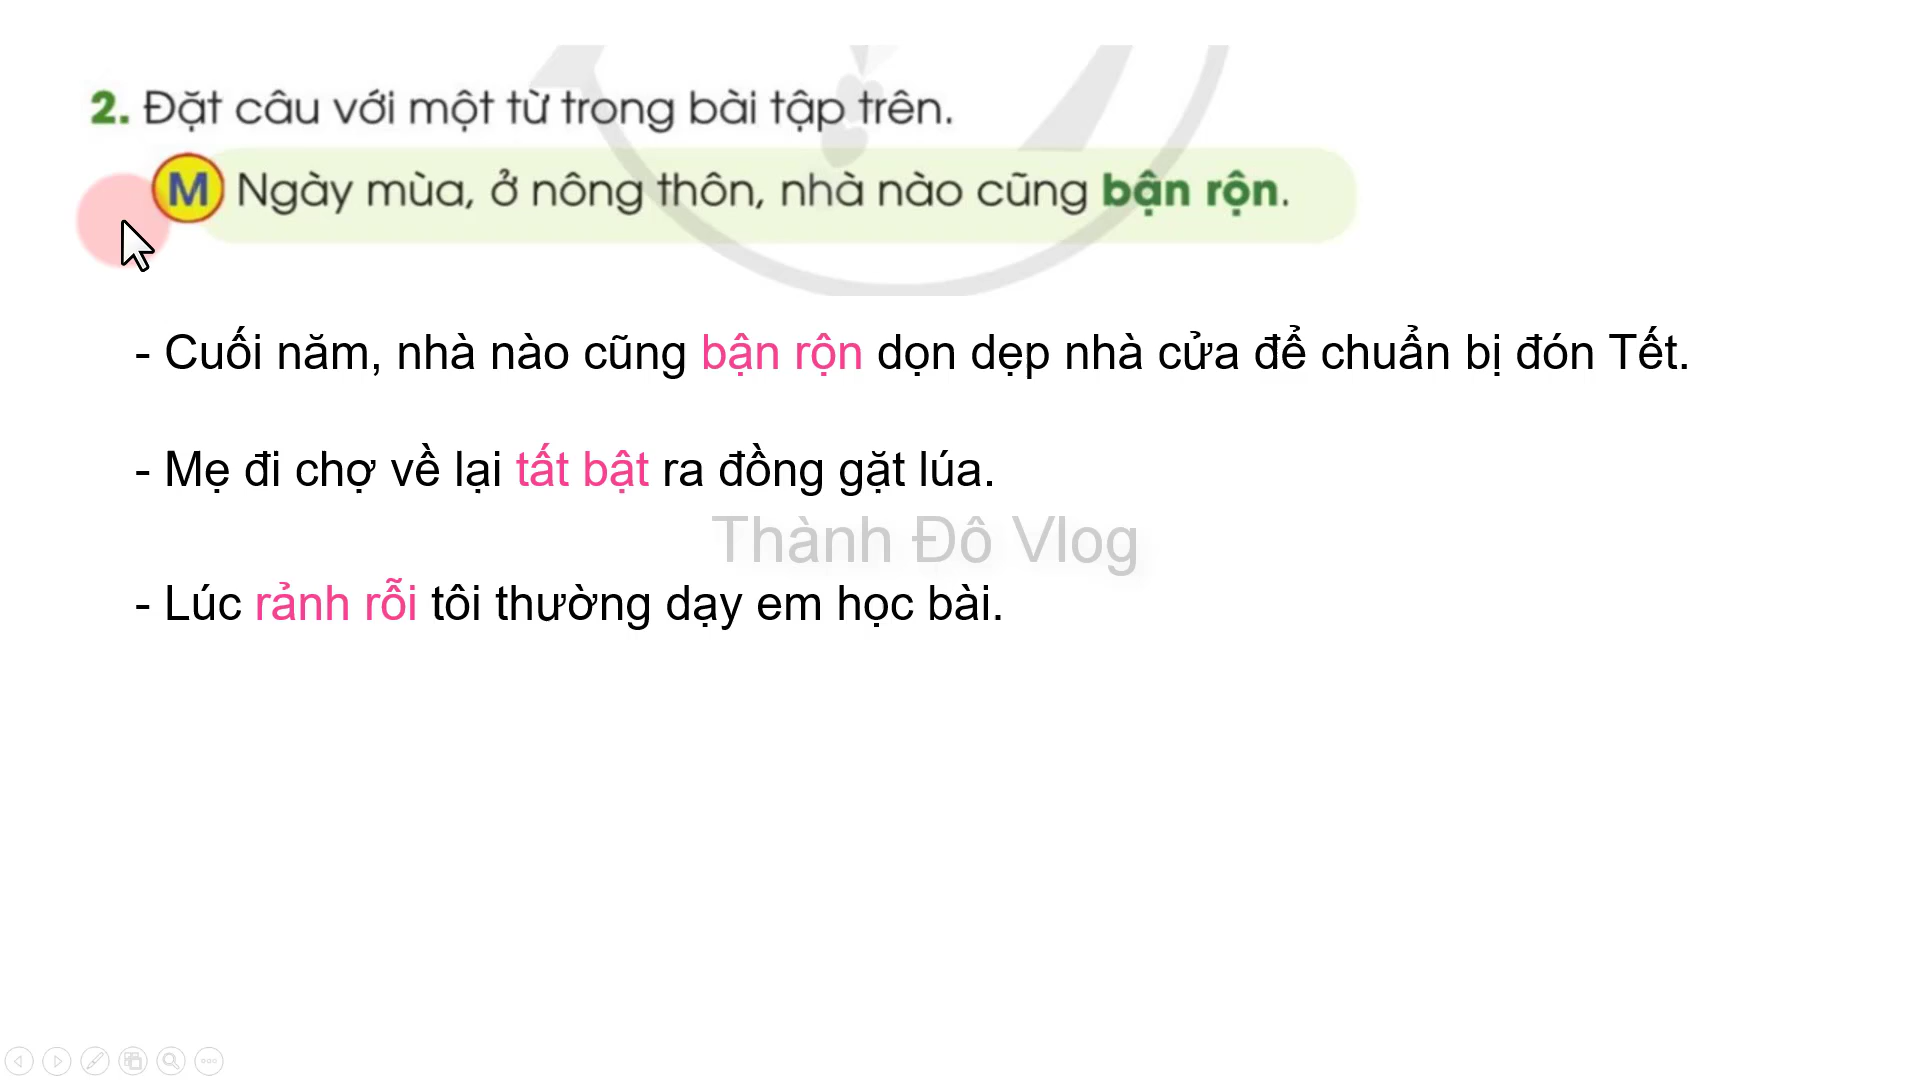 2. Đặt câu với một từ trong bài tập trên.
M Ngày mùa, ở nông thôn, nhà nào cũng bận rộn.
- Cuối năm, nhà nào cũng bận rộn dọn dẹp nhà cửa để chuẩn bị đón Tết.
- Mẹ đi chợ về lại tất bật ra đồng gặt lúa.
Thành Đô Vlog
- Lúc rảnh rỗi tôi thường dạy em học bài.